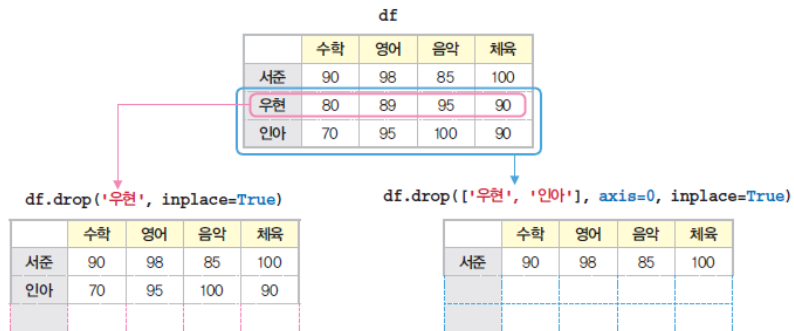 df
수학 영어 음악 체육
서준 90 98 85 100
우현 80 89 95 90
인아 70 95 100 90
df.drop('우현', inplace=True)
수학 영어 음악 체육
서준 90 98 85 100
인아 70 95 100 90
df.drop(['우현', '인아'], axis=0, inplace=True)
수학 영어 음악 체육
서준 90 98 85 100